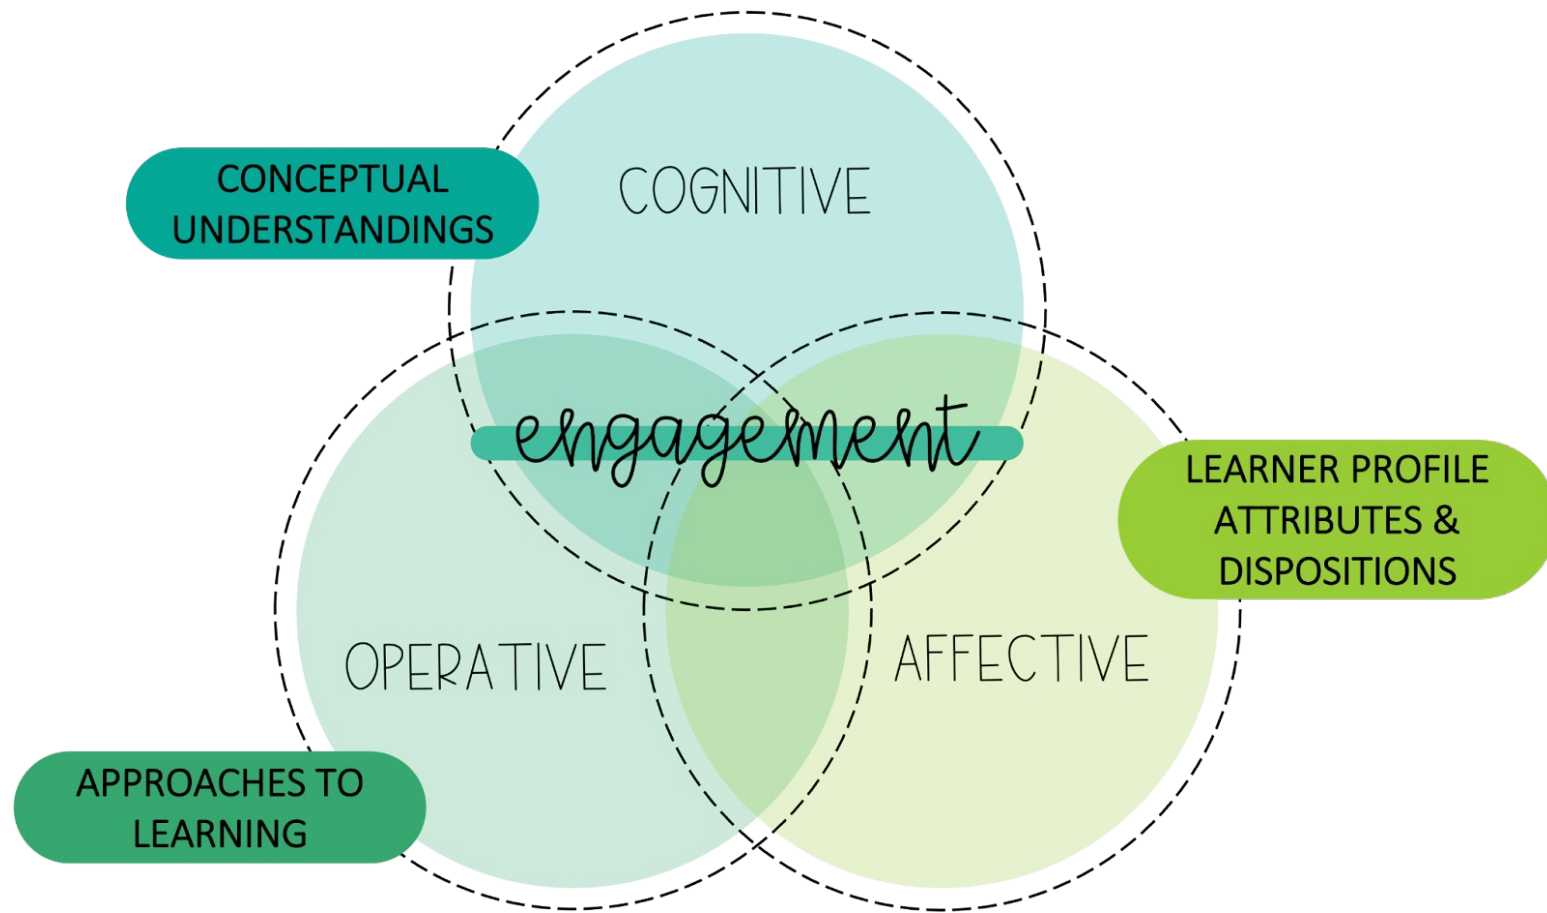 COGNITIVE
CONCEPTUAL
UNDERSTANDINGS
engagement
LEARNER PROFILE
ATTRIBUTES &
DISPOSITIONS
OPERATIVE
AFFECTIVE
APPROACHES TO
LEARNING